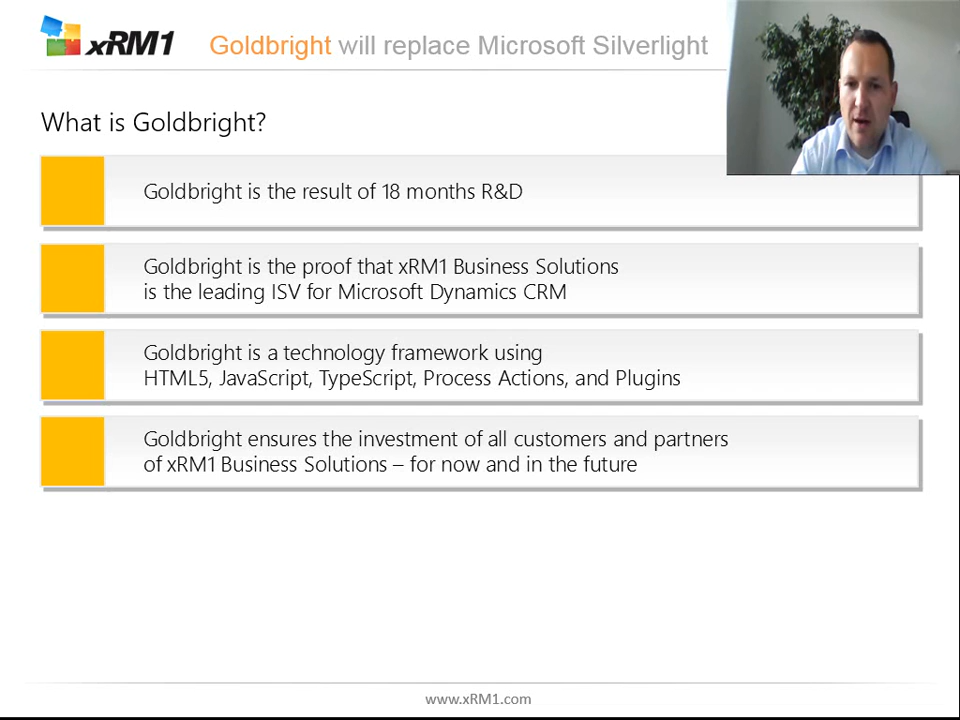 xRM1
Goldbright will replace Microsoft Silverlight
What is Goldbright?
Goldbright is the result of 18 months R&D
Goldbright is the proof that xRM1 Business Solutions
is the leading ISV for Microsoft Dynamics CRM
Goldbright is a technology framework using
HTML5, JavaScript, TypeScript, Process Actions, and Plugins
Goldbright ensures the investment of all customers and partners
of xRM1 Business Solutions – for now and in the future
www.xRM1.com